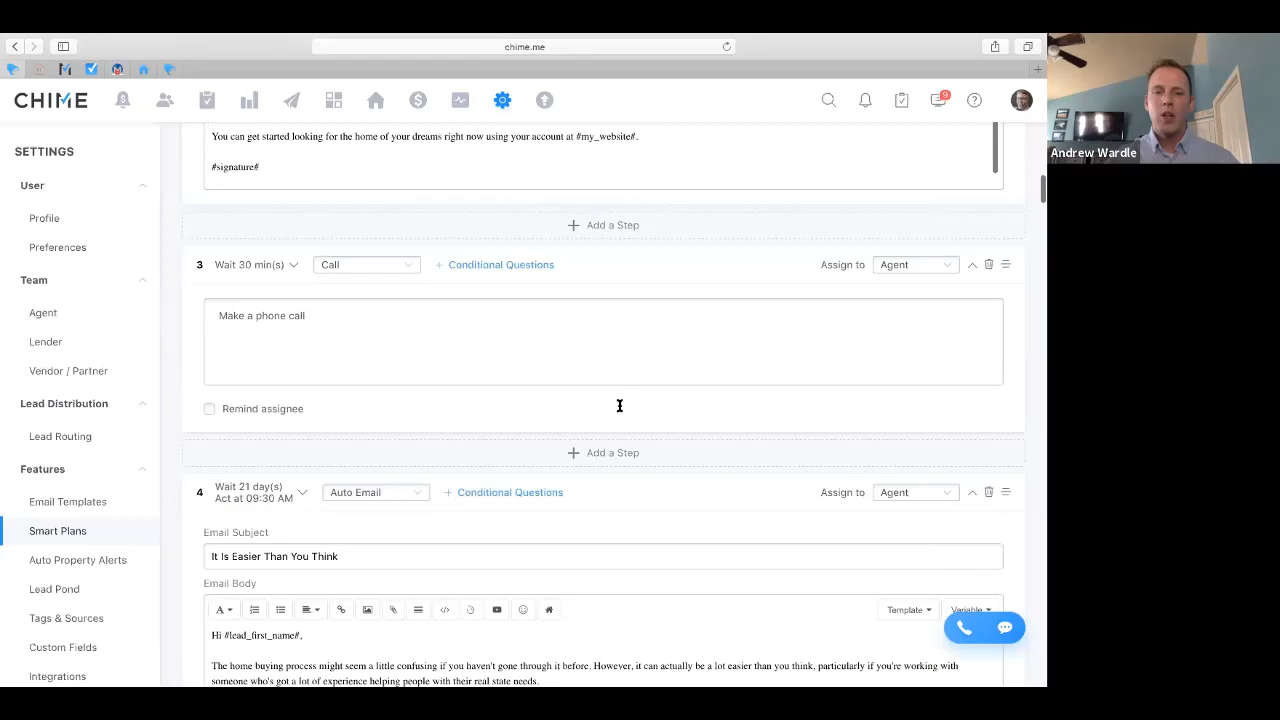 chime.me
CHIME
9
SETTINGS
User
Profile
Preferences
Team
Agent
Lender
Vendor / Partner
Lead Distribution
Lead Routing
Features
Email Templates
Smart Plans
Auto Property Alerts
Lead Pond
Tags & Sources
Custom Fields
Integrations
You can get started looking for the home of your dreams right now using your account at #my_website#.
#signature#
+ Add a Step
3 Wait 30 min(s) Call + Conditional Questions Assign to Agent
Make a phone call
Remind assignee
+ Add a Step
4 Wait 21 day(s)
Act at 09:30 AM Auto Email + Conditional Questions Assign to Agent
Email Subject
It Is Easier Than You Think
Email Body
A Template Variable
Hi #lead_first_name#,
The home buying process might seem a little confusing if you haven't gone through it before. However, it can actually be a lot easier than you think, particularly if you're working with
someone who's got a lot of experience helping people with their real state needs.
Andrew Wardle